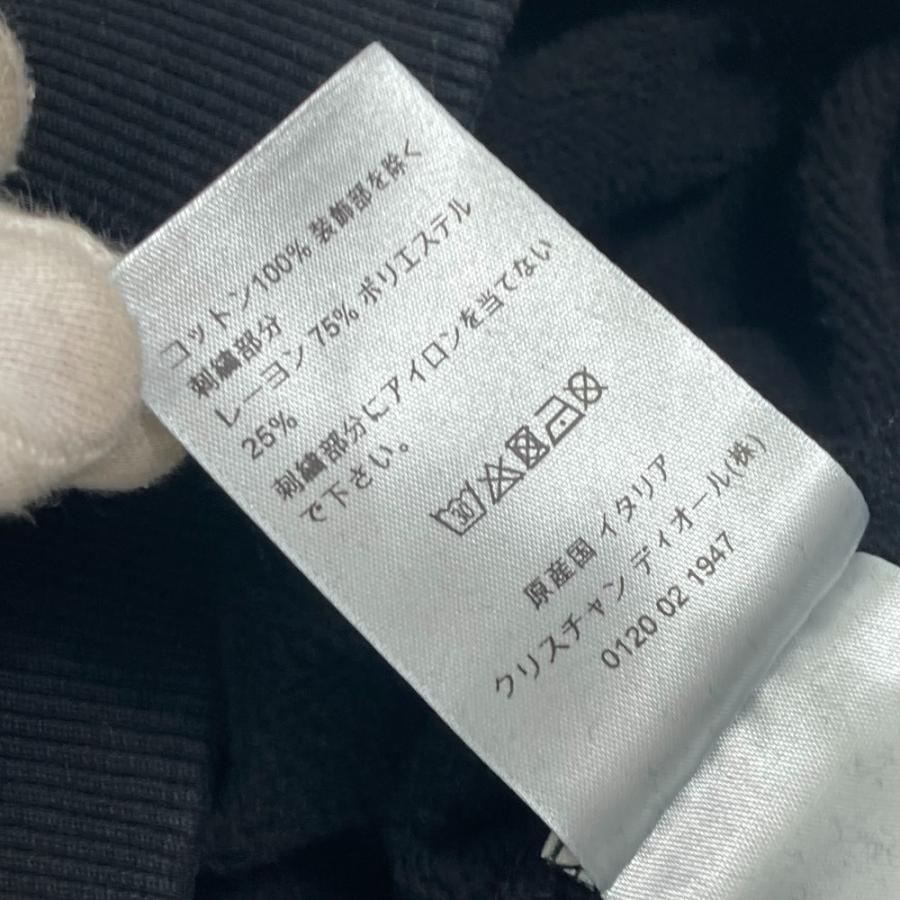 コットン100% 装飾部を除く
刺繍部分
レーヨン 75% ポリエステル
25%
刺繍部分にアイロンを当てない
で下さい。
30
原産国 イタリア
クリスチャン ディオール(株)
0120 02 1947